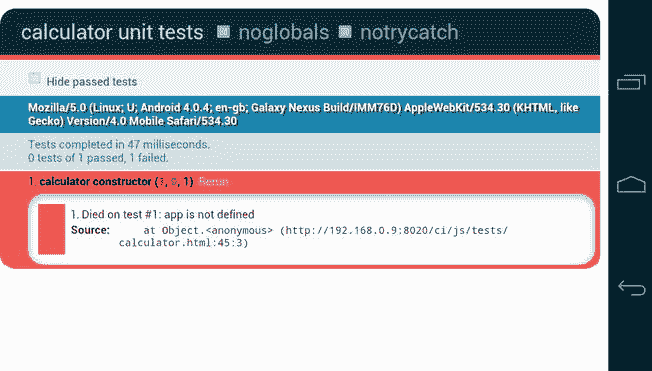 calculator unit tests noglobals notrycatch
Hide passed tests
Mozilla/5.0 (Linux; U; Android 4.0.4; en-gb; Galaxy Nexus Build/IMM76D) AppleWebKit/534.30 (KHTML, like
Gecko) Version/4.0 Mobile Safari/534.30
Tests completed in 47 milliseconds.
0 tests of 1 passed, 1 failed.
1. calculator constructor (1, 0, 1) Rerun
1. Died on test #1: app is not defined
Source: at Object.<anonymous> (http://192.168.0.9:8020/ci/js/tests/
calculator.html:45:3)